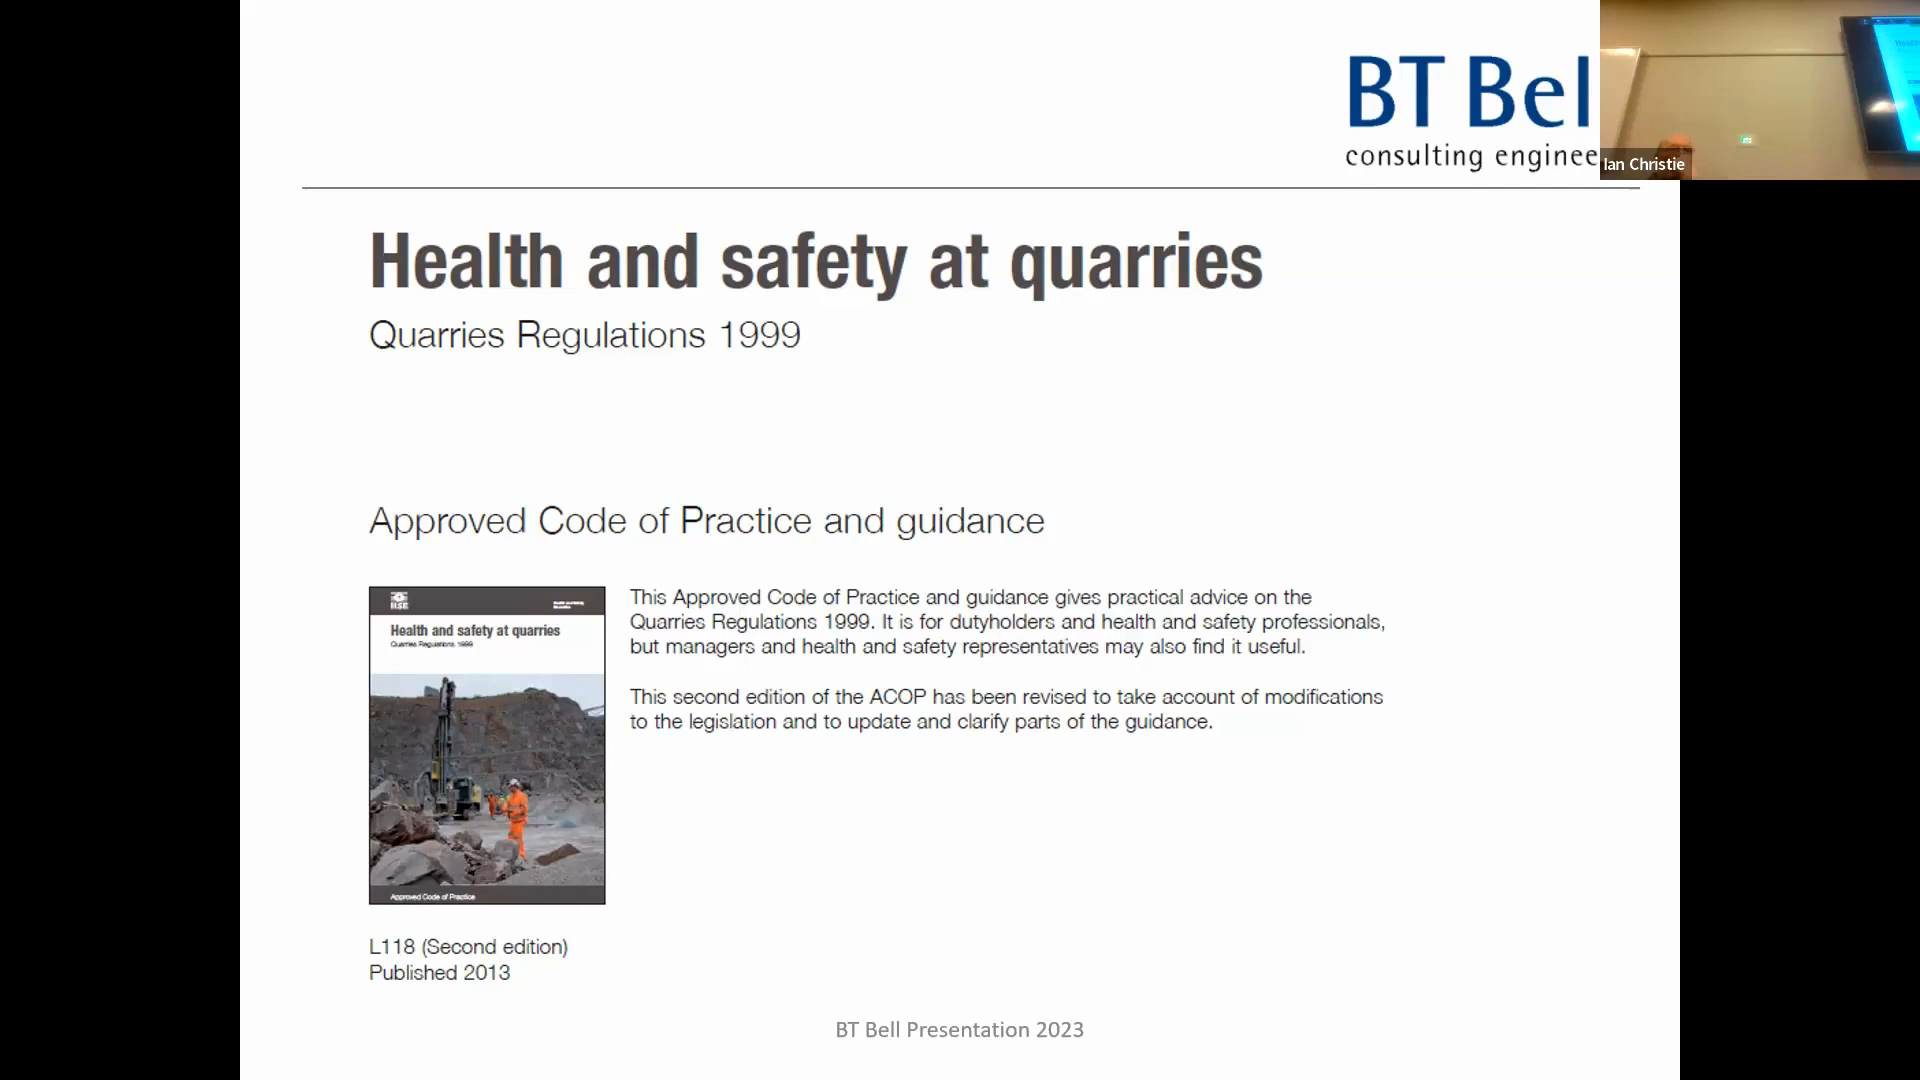 BT Bel
consulting enginee
Ian Christie
Health and safety at quarries
Quarries Regulations 1999
Approved Code of Practice and guidance
HSE
Health and safety at quarries
Quarries Regulations 1999
Approved Code of Practice
This Approved Code of Practice and guidance gives practical advice on the
Quarries Regulations 1999. It is for dutyholders and health and safety professionals,
but managers and health and safety representatives may also find it useful.
This second edition of the ACOP has been revised to take account of modifications
to the legislation and to update and clarify parts of the guidance.
L118 (Second edition)
Published 2013
BT Bell Presentation 2023